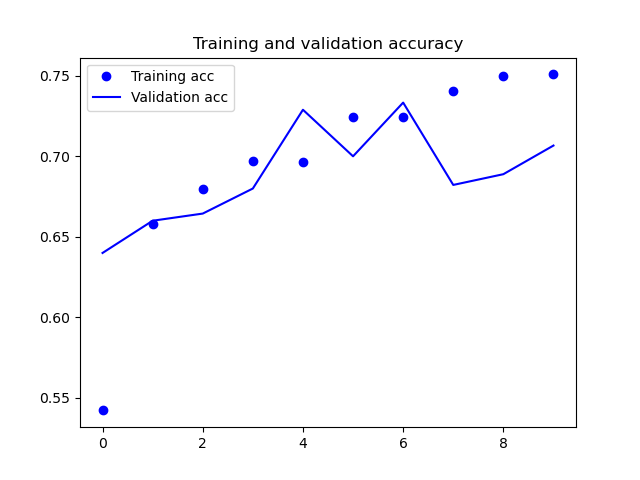 Training and validation accuracy
Training acc
Validation acc
0.75
0.70
0.65
0.60
0.55
0 2 4 6 8